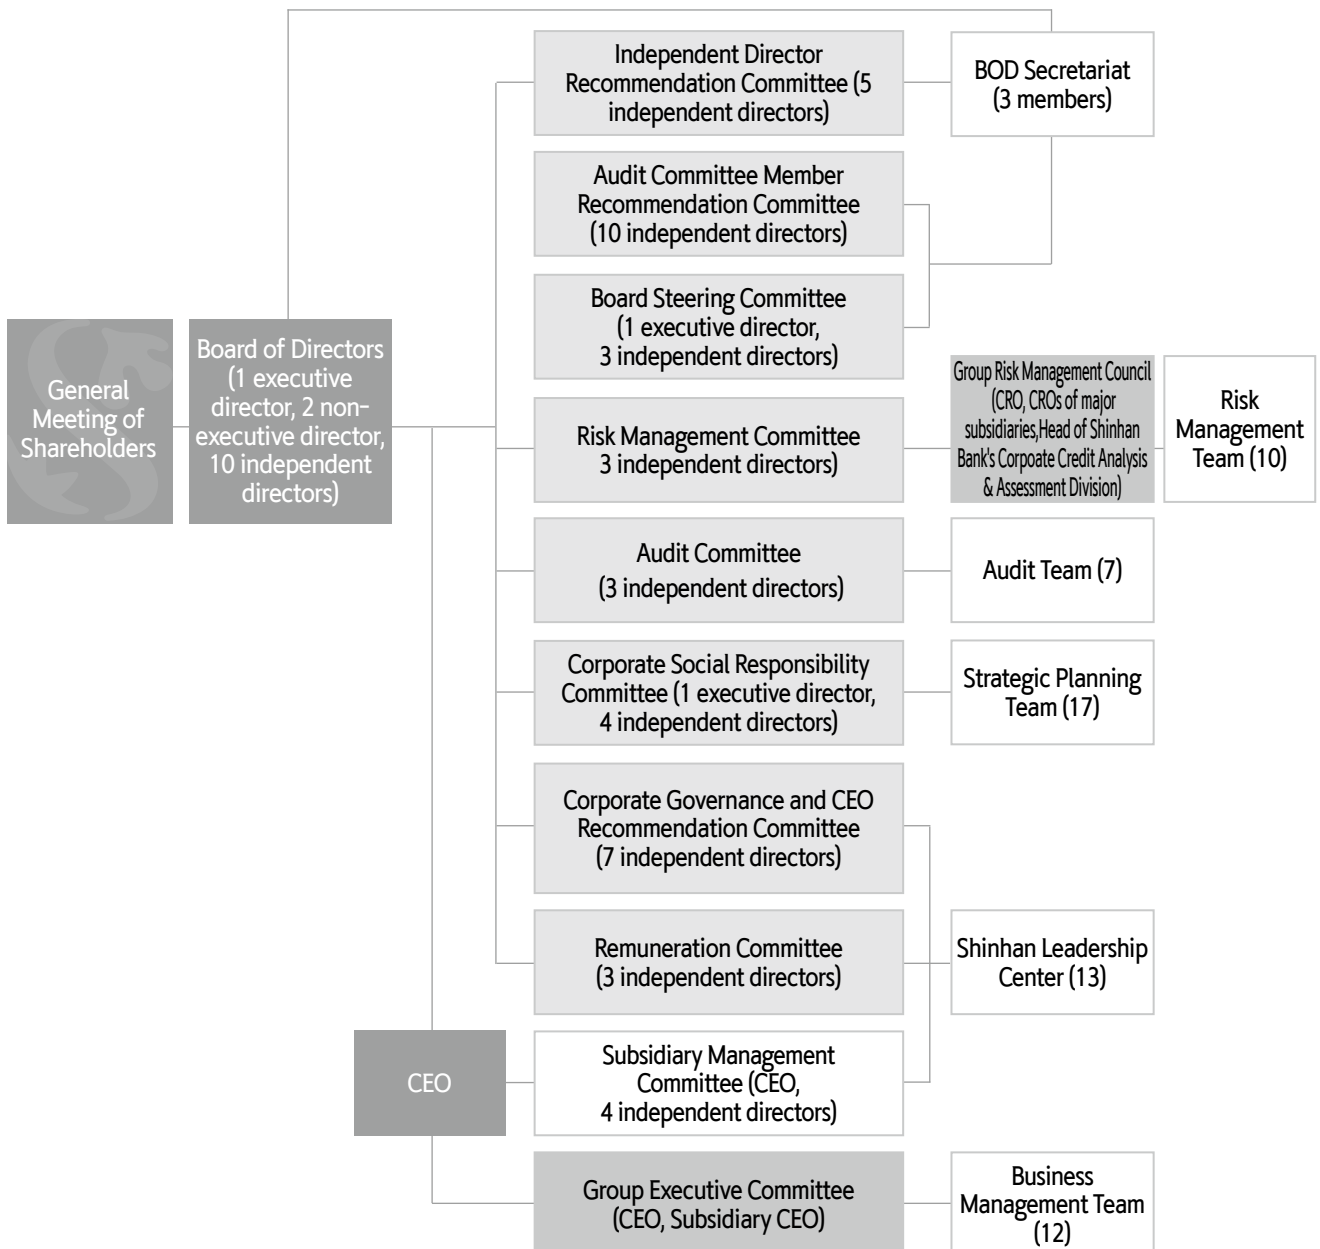 General
Meeting of
Shareholders
Board of Directors
(1 executive
director, 2 non-
executive director,
10 independent
directors)
Independent Director
Recommendation Committee (5
independent directors)
BOD Secretariat
(3 members)
Audit Committee Member
Recommendation Committee
(10 independent directors)
Board Steering Committee
(1 executive director,
3 independent directors)
Risk Management Committee
3 independent directors)
Group Risk Management Council
(CRO, CROs of major
subsidiaries,Head of Shinhan
Bank's Corpoate Credit Analysis
& Assessment Division)
Risk
Management
Team (10)
Audit Committee
(3 independent directors)
Audit Team (7)
Corporate Social Responsibility
Committee (1 executive director,
4 independent directors)
Strategic Planning
Team (17)
Corporate Governance and CEO
Recommendation Committee
(7 independent directors)
Remuneration Committee
(3 independent directors)
Shinhan Leadership
Center (13)
CEO
Subsidiary Management
Committee (CEO,
4 independent directors)
Group Executive Committee
(CEO, Subsidiary CEO)
Business
Management Team
(12)